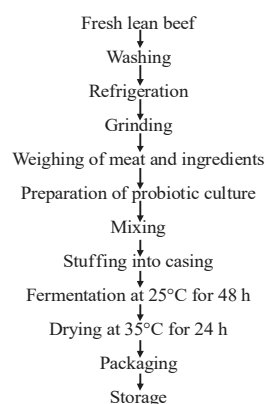 Fresh lean beef
Washing
Refrigeration
Grinding
Weighing of meat and ingredients
Preparation of probiotic culture
Mixing
Stuffing into casing
Fermentation at 25°C for 48 h
Drying at 35°C for 24 h
Packaging
Storage